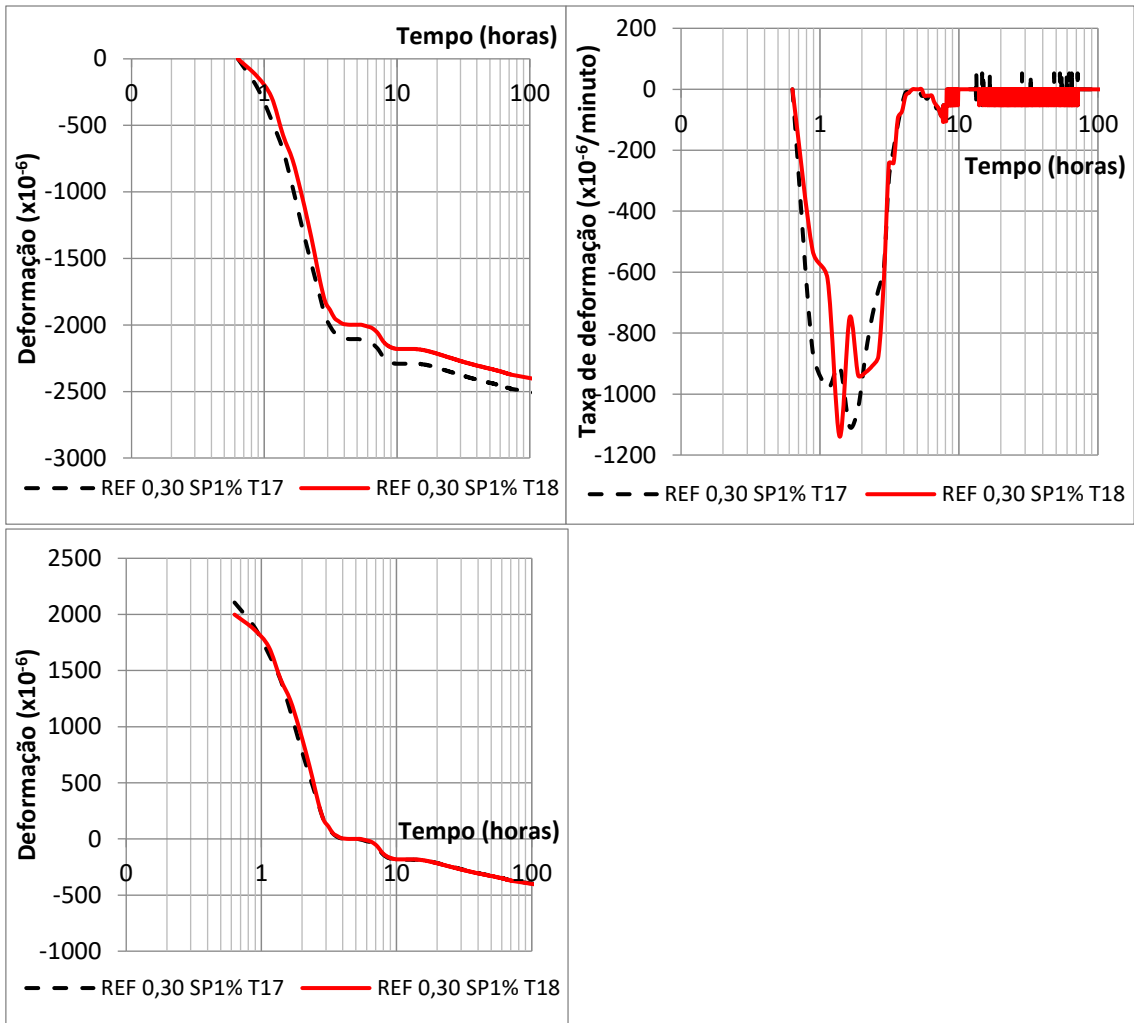 Tempo (horas)
0
-500
-1000
-1500
-2000
-2500
-3000
0 1 10 100
Deformação (x10-6)
REF 0,30 SP1% T17 REF 0,30 SP1% T18
200
0
-200
-400
-600
-800
-1000
-1200
0 1 10 100
Tempo (horas)
Taxa de deformação (x10-6/minuto)
REF 0,30 SP1% T17 REF 0,30 SP1% T18
2500
2000
1500
1000
500
0
-500
-1000
Tempo (horas)
0 1 10 100
Deformação (x10-6)
REF 0,30 SP1% T17 REF 0,30 SP1% T18